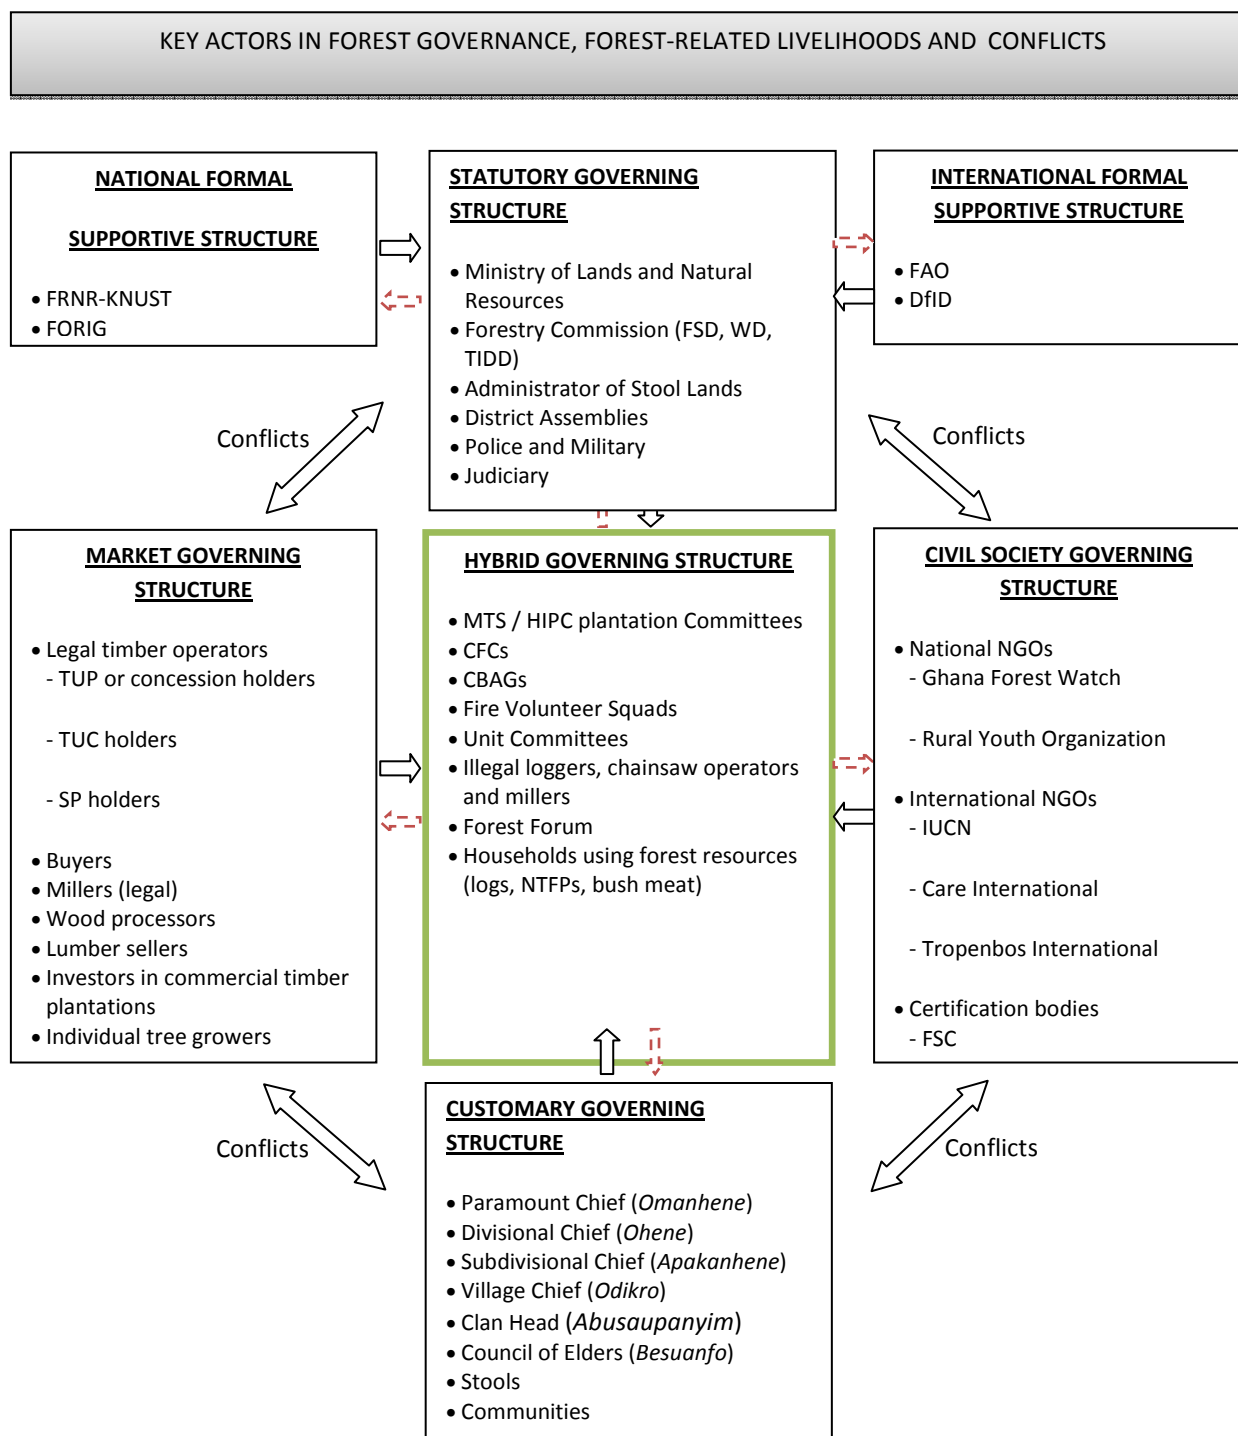 KEY ACTORS IN FOREST GOVERNANCE, FOREST-RELATED LIVELIHOODS AND CONFLICTS
NATIONAL FORMAL
SUPPORTIVE STRUCTURE
• FRNR-KNUST
• FORIG
STATUTORY GOVERNING
STRUCTURE
• Ministry of Lands and Natural
Resources
• Forestry Commission (FSD, WD,
TIDD)
• Administrator of Stool Lands
• District Assemblies
• Police and Military
• Judiciary
INTERNATIONAL FORMAL
SUPPORTIVE STRUCTURE
• FAO
• DfID
Conflicts
Conflicts
MARKET GOVERNING
STRUCTURE
• Legal timber operators
- TUP or concession holders
- TUC holders
- SP holders
• Buyers
• Millers (legal)
• Wood processors
• Lumber sellers
• Investors in commercial timber
plantations
• Individual tree growers
HYBRID GOVERNING STRUCTURE
• MTS / HIPC plantation Committees
• CFCs
• CBAGs
• Fire Volunteer Squads
• Unit Committees
• Illegal loggers, chainsaw operators
and millers
• Forest Forum
• Households using forest resources
(logs, NTFPs, bush meat)
CIVIL SOCIETY GOVERNING
STRUCTURE
• National NGOs
- Ghana Forest Watch
- Rural Youth Organization
• International NGOs
- IUCN
- Care International
- Tropenbos International
• Certification bodies
- FSC
Conflicts
Conflicts
CUSTOMARY GOVERNING
STRUCTURE
• Paramount Chief (Omanhene)
• Divisional Chief (Ohene)
• Subdivisional Chief (Apakanhene)
• Village Chief (Odikro)
• Clan Head (Abusaupanyim)
• Council of Elders (Besuanfo)
• Stools
• Communities